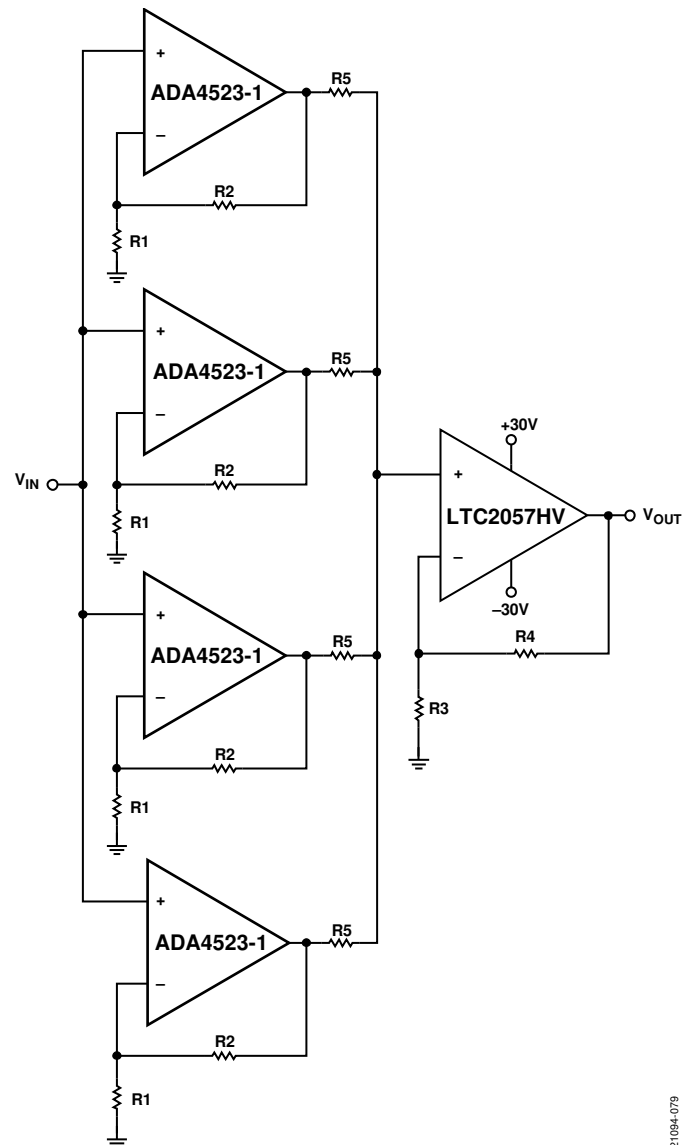 +
ADA4523-1
–
R5
R2
R1
+
ADA4523-1
–
R5
R2
R1
VIN
+30V
+
LTC2057HV
–
VOUT
–30V
R4
R3
+
ADA4523-1
–
R5
R2
R1
+
ADA4523-1
–
R5
R2
R1
21094-079